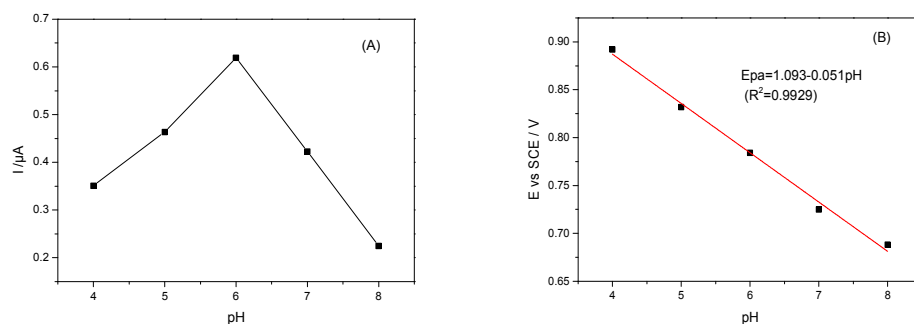 0.7
(A)
0.6
0.5
0.4
0.3
0.2
I /μA
4 5 6 7 8
pH
0.90
(B)
0.85
0.80
0.75
0.70
0.65
E vs SCE / V
Epa=1.093-0.051pH
(R²=0.9929)
4 5 6 7 8
pH